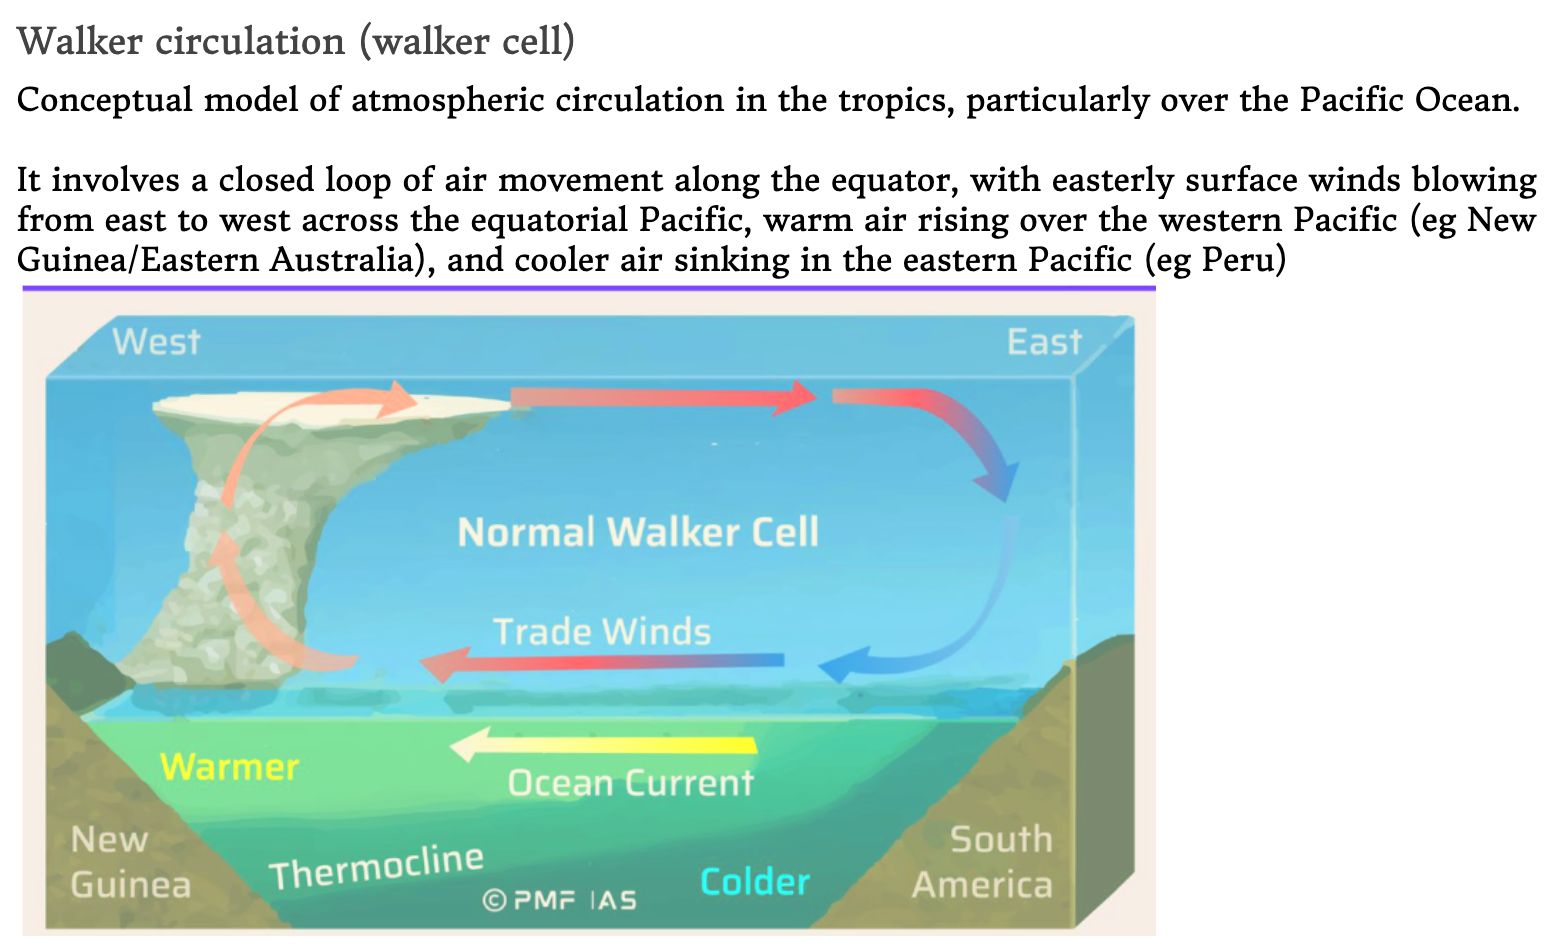 Walker circulation (walker cell)
Conceptual model of atmospheric circulation in the tropics, particularly over the Pacific Ocean.
It involves a closed loop of air movement along the equator, with easterly surface winds blowing
from east to west across the equatorial Pacific, warm air rising over the western Pacific (eg New
Guinea/Eastern Australia), and cooler air sinking in the eastern Pacific (eg Peru)
West
East
Normal Walker Cell
Trade Winds
Warmer
Ocean Current
New
Guinea
Thermocline
© PMF IAS
Colder
South
America